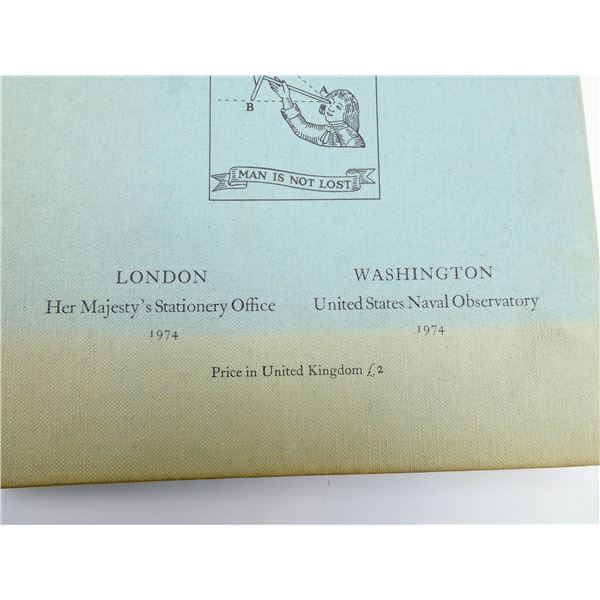 A
B
MAN IS NOT LOST
LONDON
Her Majesty's Stationery Office
1974
WASHINGTON
United States Naval Observatory
1974
Price in United Kingdom £2